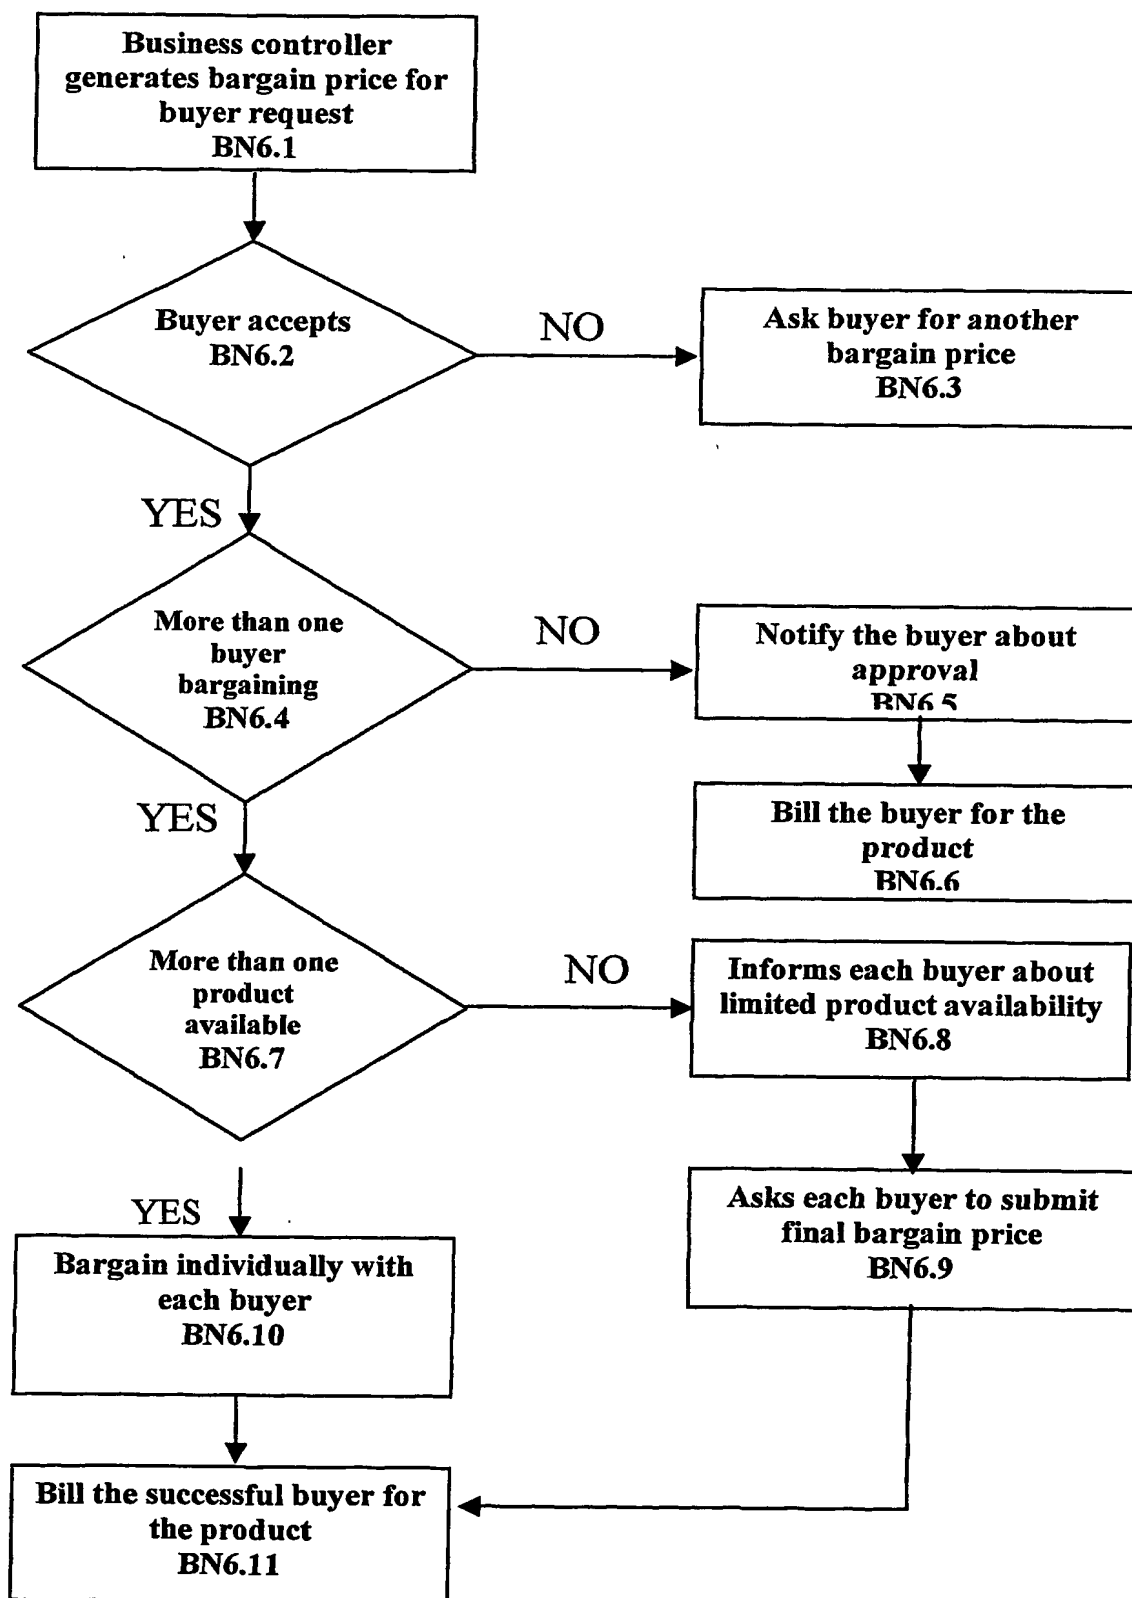 Business controller
generates bargain price for
buyer request
BN6.1
Buyer accepts
BN6.2
NO
Ask buyer for another
bargain price
BN6.3
YES
More than one
buyer
bargaining
BN6.4
NO
Notify the buyer about
approval
BN6.5
Bill the buyer for the
product
BN6.6
YES
More than one
product
available
BN6.7
NO
Informs each buyer about
limited product availability
BN6.8
Asks each buyer to submit
final bargain price
BN6.9
YES
Bargain individually with
each buyer
BN6.10
Bill the successful buyer for
the product
BN6.11